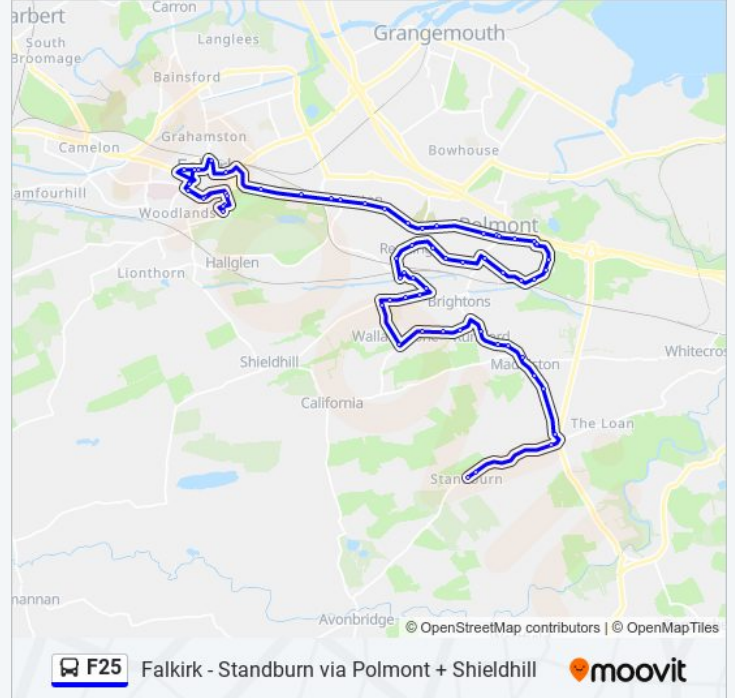 arbert
Carron
South
Broomage
Langlees
Grangemouth
Bainsford
Grahamston
Camelon
Bowhouse
amfourhill
Woodlands
Polmont
Hallglen
Lionthorn
Brightons
Shieldhill
Whitecros
California
The Loan
Standburn
nannan
Avonbridge
© OpenStreetMap contributors | © OpenMapTiles
F25 Falkirk - Standburn via Polmont + Shieldhill moovit